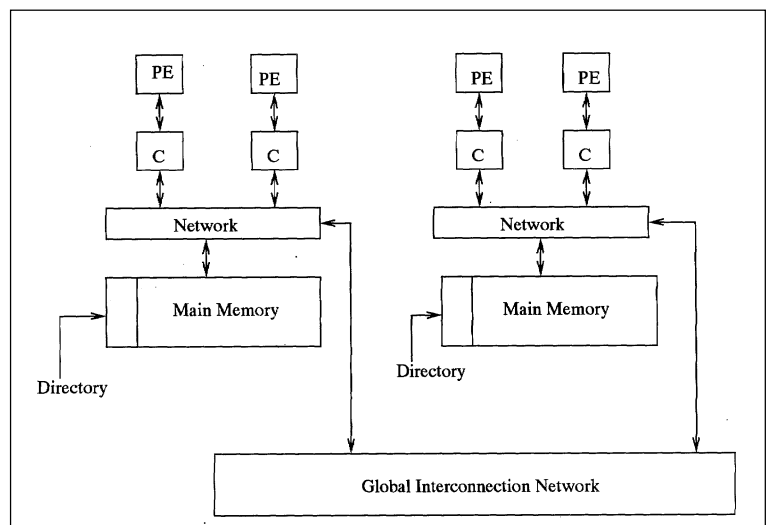 PE PE PE PE
C C C C
Network Network
Main Memory Main Memory
Directory Directory
Global Interconnection Network